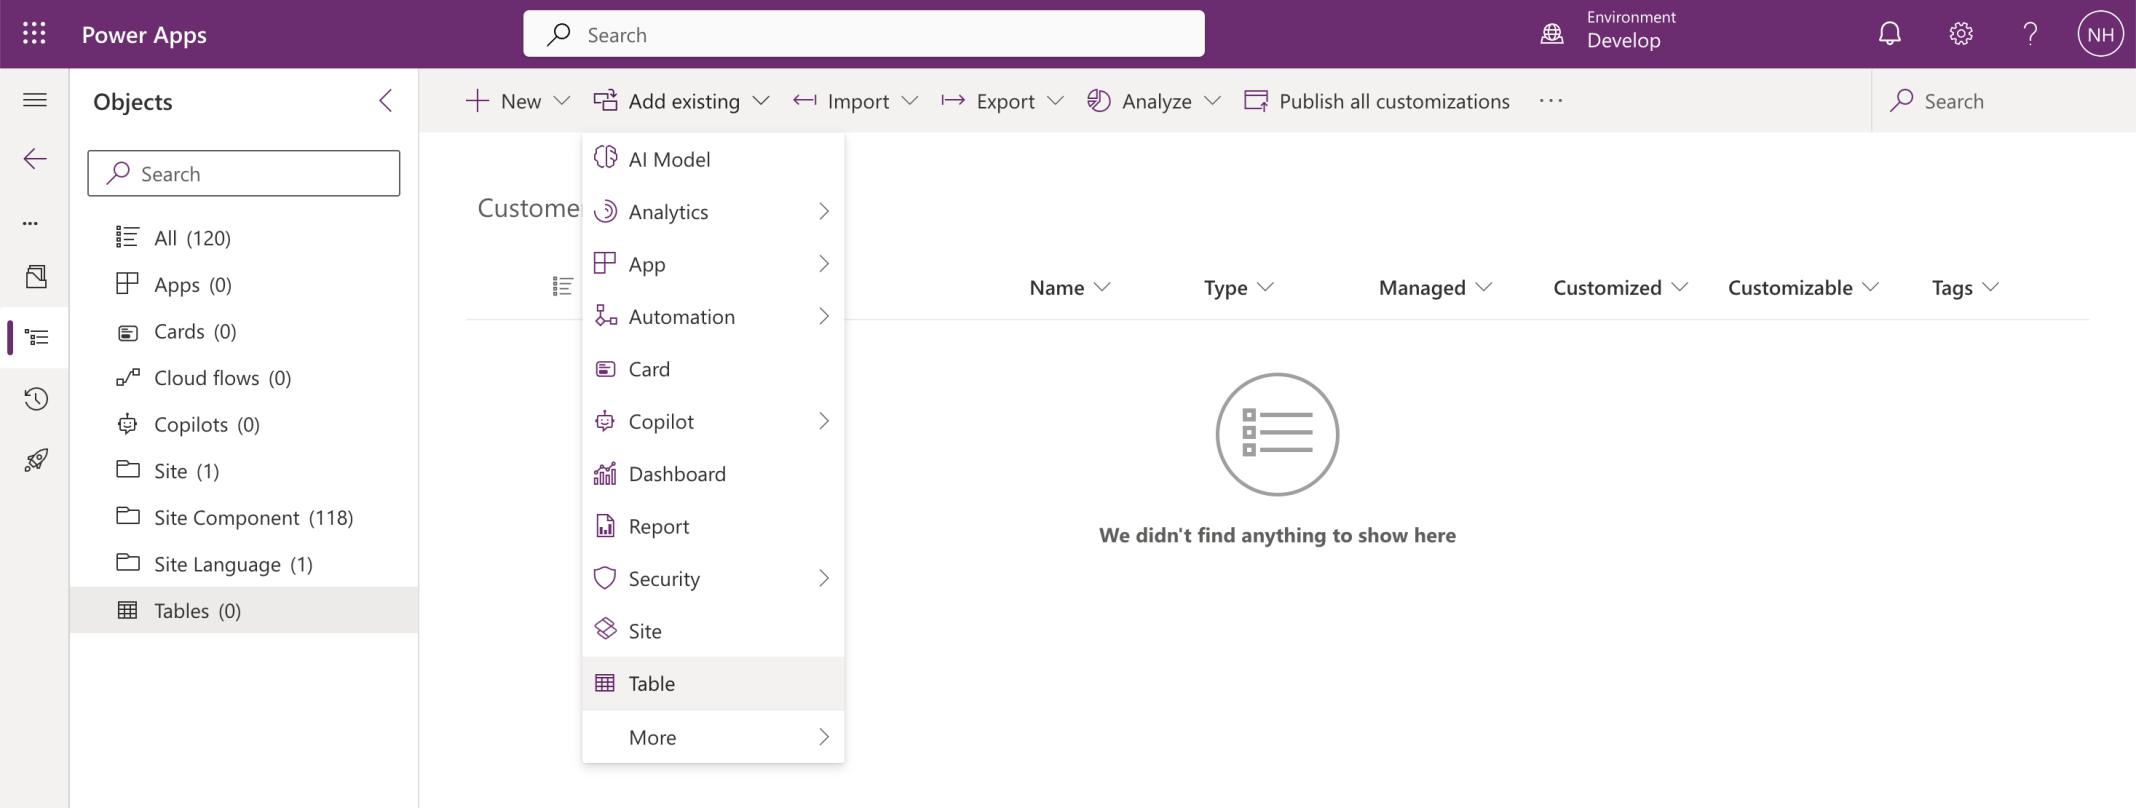 Power Apps
Search
Environment
Develop
NH
Objects
New
Add existing
Import
Export
Analyze
Publish all customizations
Search
Search
All (120)
Apps (0)
Cards (0)
Cloud flows (0)
Copilots (0)
Site (1)
Site Component (118)
Site Language (1)
Tables (0)
AI Model
Analytics
App
Automation
Card
Copilot
Dashboard
Report
Security
Site
Table
More
Name
Type
Managed
Customized
Customizable
Tags
We didn't find anything to show here